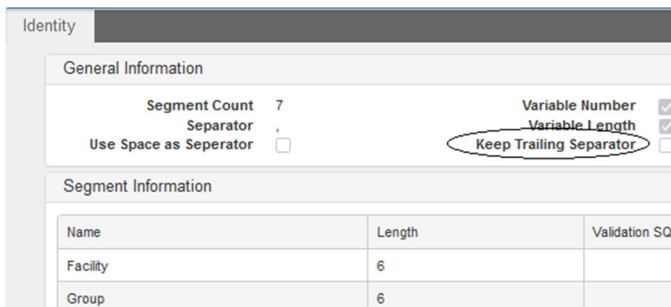 Identity
General Information
Segment Count 7 Variable Number
Separator , Variable Length
Use Space as Seperator Keep Trailing Separator
Segment Information
Name Length Validation SQ
Facility 6
Group 6